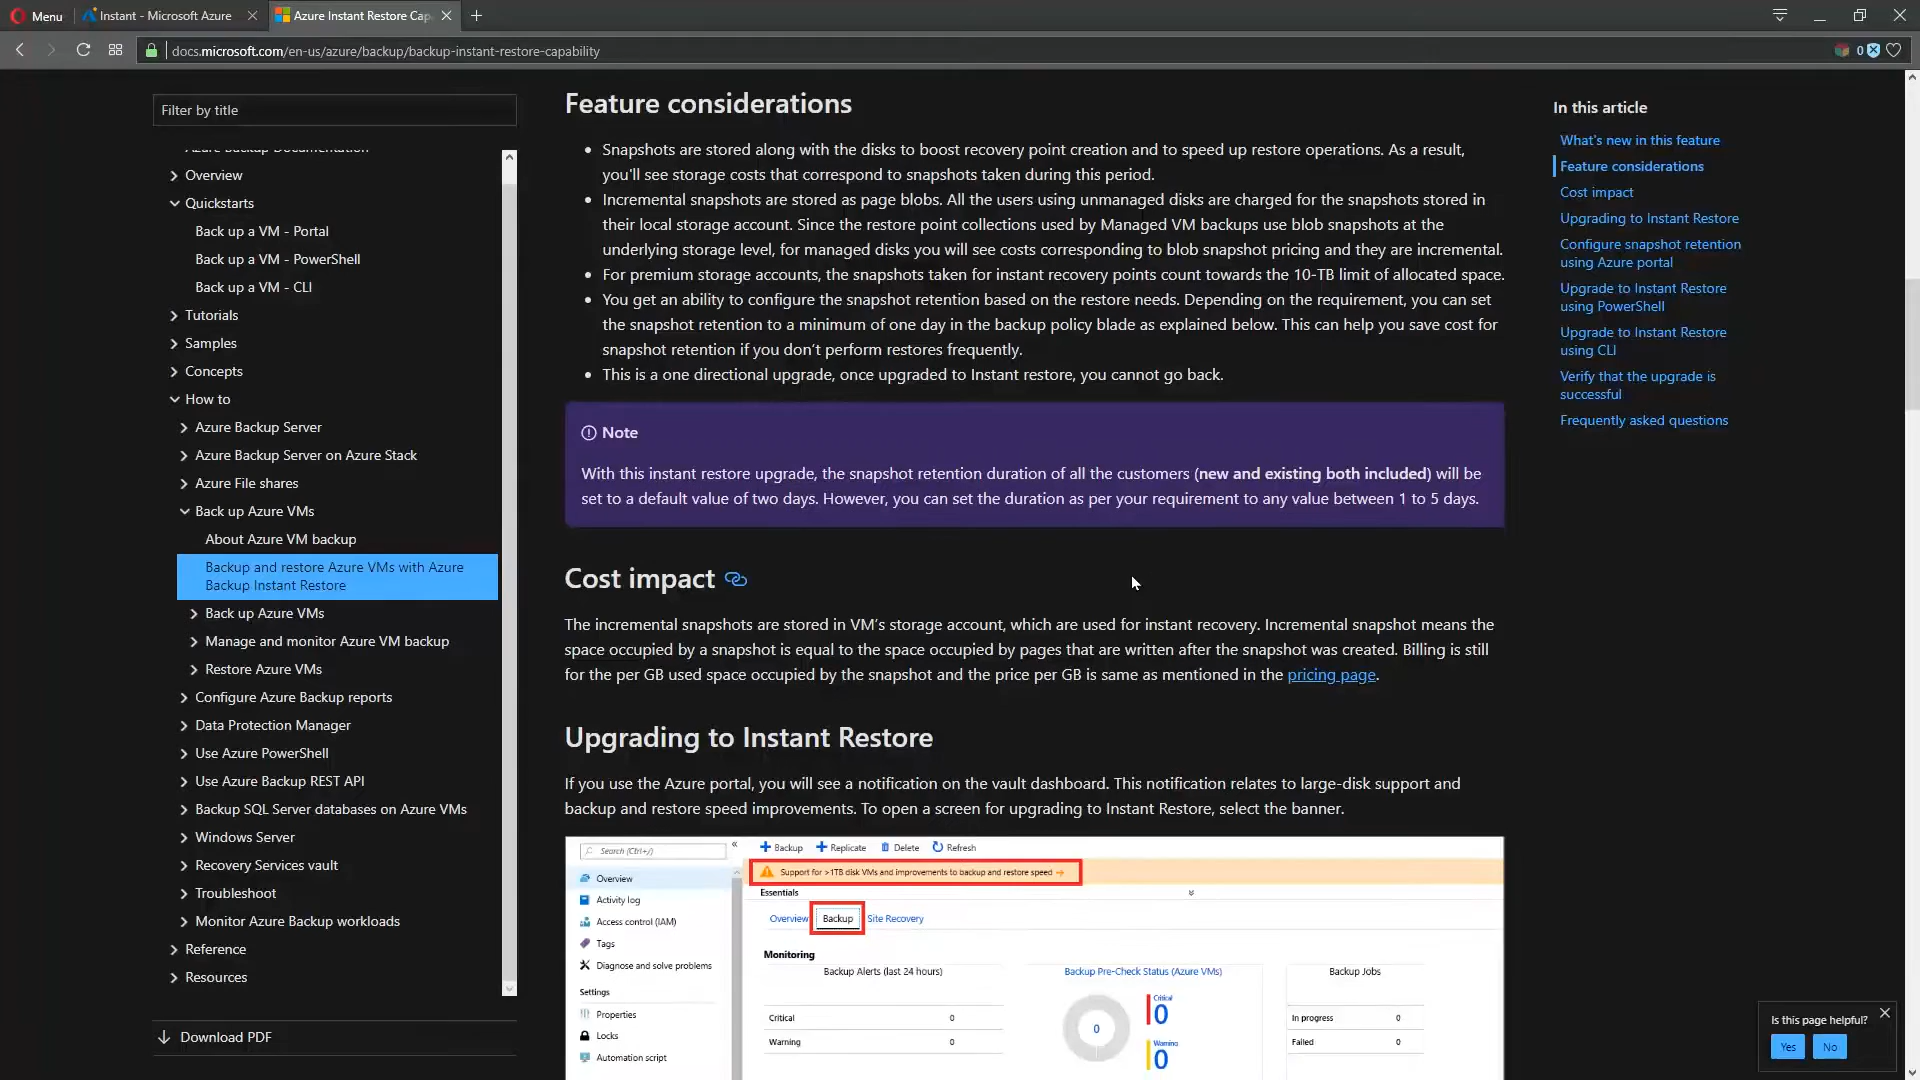 Menu
Instant - Microsoft Azure
Azure Instant Restore Cap
docs.microsoft.com/en-us/azure/backup/backup-instant-restore-capability
0
Filter by title
Azure Backup Documentation
Overview
Quickstarts
Back up a VM - Portal
Back up a VM - PowerShell
Back up a VM - CLI
Tutorials
Samples
Concepts
How to
Azure Backup Server
Azure Backup Server on Azure Stack
Azure File shares
Back up Azure VMs
About Azure VM backup
Backup and restore Azure VMs with Azure
Backup Instant Restore
Back up Azure VMs
Manage and monitor Azure VM backup
Restore Azure VMs
Configure Azure Backup reports
Data Protection Manager
Use Azure PowerShell
Use Azure Backup REST API
Backup SQL Server databases on Azure VMs
Windows Server
Recovery Services vault
Troubleshoot
Monitor Azure Backup workloads
Reference
Resources
Download PDF
Feature considerations
• Snapshots are stored along with the disks to boost recovery point creation and to speed up restore operations. As a result,
you'll see storage costs that correspond to snapshots taken during this period.
• Incremental snapshots are stored as page blobs. All the users using unmanaged disks are charged for the snapshots stored in
their local storage account. Since the restore point collections used by Managed VM backups use blob snapshots at the
underlying storage level, for managed disks you will see costs corresponding to blob snapshot pricing and they are incremental.
• For premium storage accounts, the snapshots taken for instant recovery points count towards the 10-TB limit of allocated space.
• You get an ability to configure the snapshot retention based on the restore needs. Depending on the requirement, you can set
the snapshot retention to a minimum of one day in the backup policy blade as explained below. This can help you save cost for
snapshot retention if you don’t perform restores frequently.
• This is a one directional upgrade, once upgraded to Instant restore, you cannot go back.
Note
With this instant restore upgrade, the snapshot retention duration of all the customers (new and existing both included) will be
set to a default value of two days. However, you can set the duration as per your requirement to any value between 1 to 5 days.
Cost impact
The incremental snapshots are stored in VM’s storage account, which are used for instant recovery. Incremental snapshot means the
space occupied by a snapshot is equal to the space occupied by pages that are written after the snapshot was created. Billing is still
for the per GB used space occupied by the snapshot and the price per GB is same as mentioned in the pricing page.
Upgrading to Instant Restore
If you use the Azure portal, you will see a notification on the vault dashboard. This notification relates to large-disk support and
backup and restore speed improvements. To open a screen for upgrading to Instant Restore, select the banner.
Search (Ctrl+/)
Overview
Activity log
Access control (IAM)
Tags
Diagnose and solve problems
Settings
Properties
Locks
Automation script
Backup Replicate Delete Refresh
Support for >1TB disk VMs and improvements to backup and restore speed →
Essentials
Overview Backup Site Recovery
Monitoring
Backup Alerts (last 24 hours)
Critical 0
Warning 0
Backup Pre-Check Status (Azure VMs)
0
Critical
0
Warning
0
Backup Jobs
In progress 0
Failed 0
In this article
What's new in this feature
Feature considerations
Cost impact
Upgrading to Instant Restore
Configure snapshot retention
using Azure portal
Upgrade to Instant Restore
using PowerShell
Upgrade to Instant Restore
using CLI
Verify that the upgrade is
successful
Frequently asked questions
Is this page helpful?
Yes No